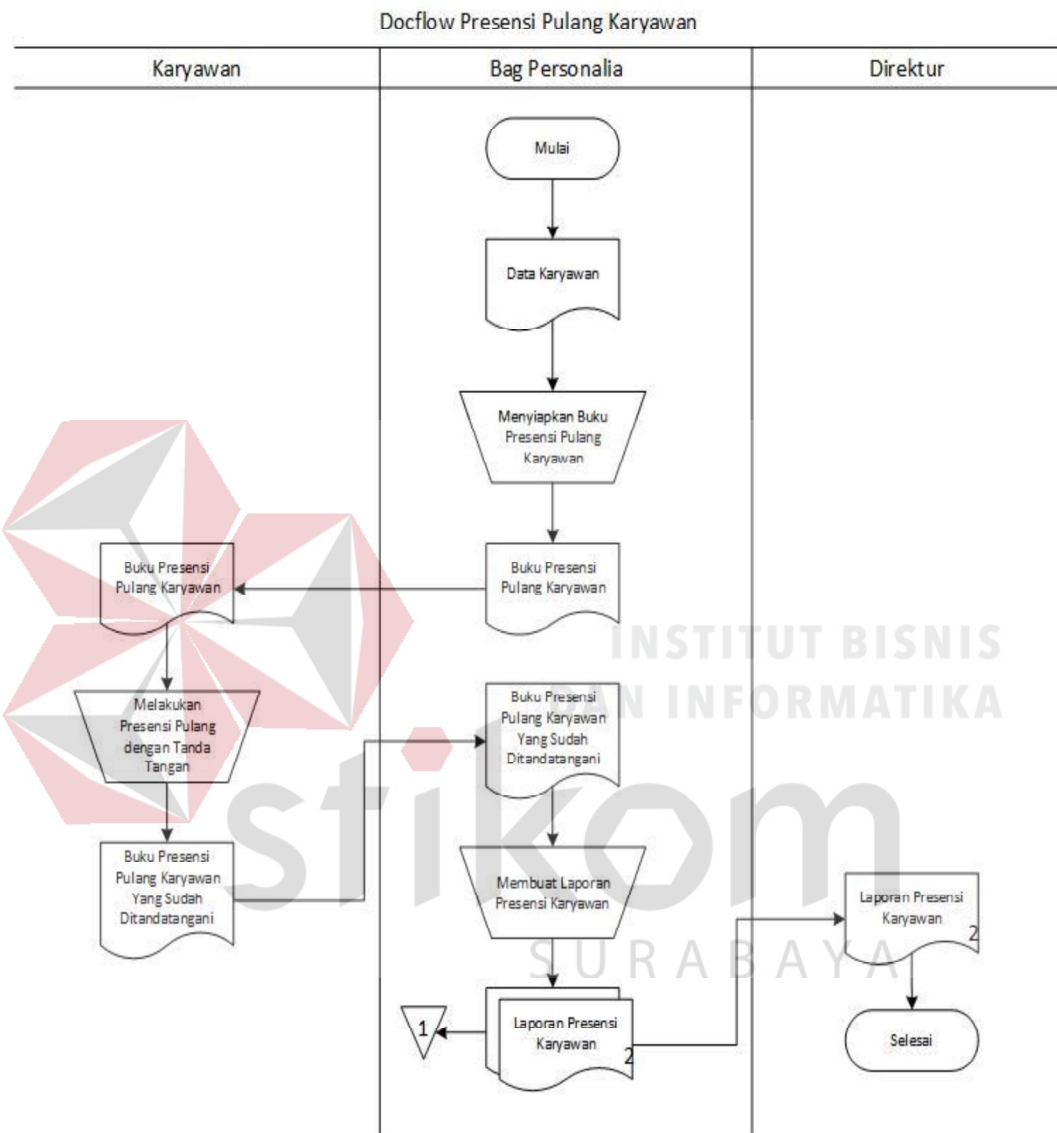 Docflow Presensi Pulang Karyawan
Karyawan
Bag Personalia
Direktur
Mulai
Data Karyawan
Menyiapkan Buku
Presensi Pulang
Karyawan
Buku Presensi
Pulang Karyawan
Buku Presensi
Pulang Karyawan
Melakukan
Presensi Pulang
dengan Tanda
Tangan
Buku Presensi
Pulang Karyawan
Yang Sudah
Ditandatangani
Buku Presensi
Pulang Karyawan
Yang Sudah
Ditandatangani
Membuat Laporan
Presensi Karyawan
Laporan Presensi
Karyawan
2
1
Laporan Presensi
Karyawan
2
Selesai
INSTITUT BISNIS
DAN INFORMATIKA
stikom
SURABAYA